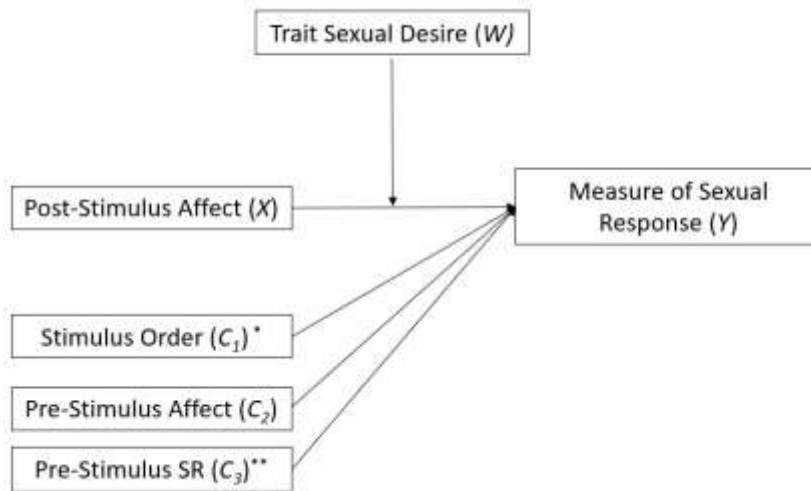 Trait Sexual Desire (W)
Post-Stimulus Affect (X)
Measure of Sexual
Response (Y)
Stimulus Order (C₁)*
Pre-Stimulus Affect (C₂)
Pre-Stimulus SR (C₃)**